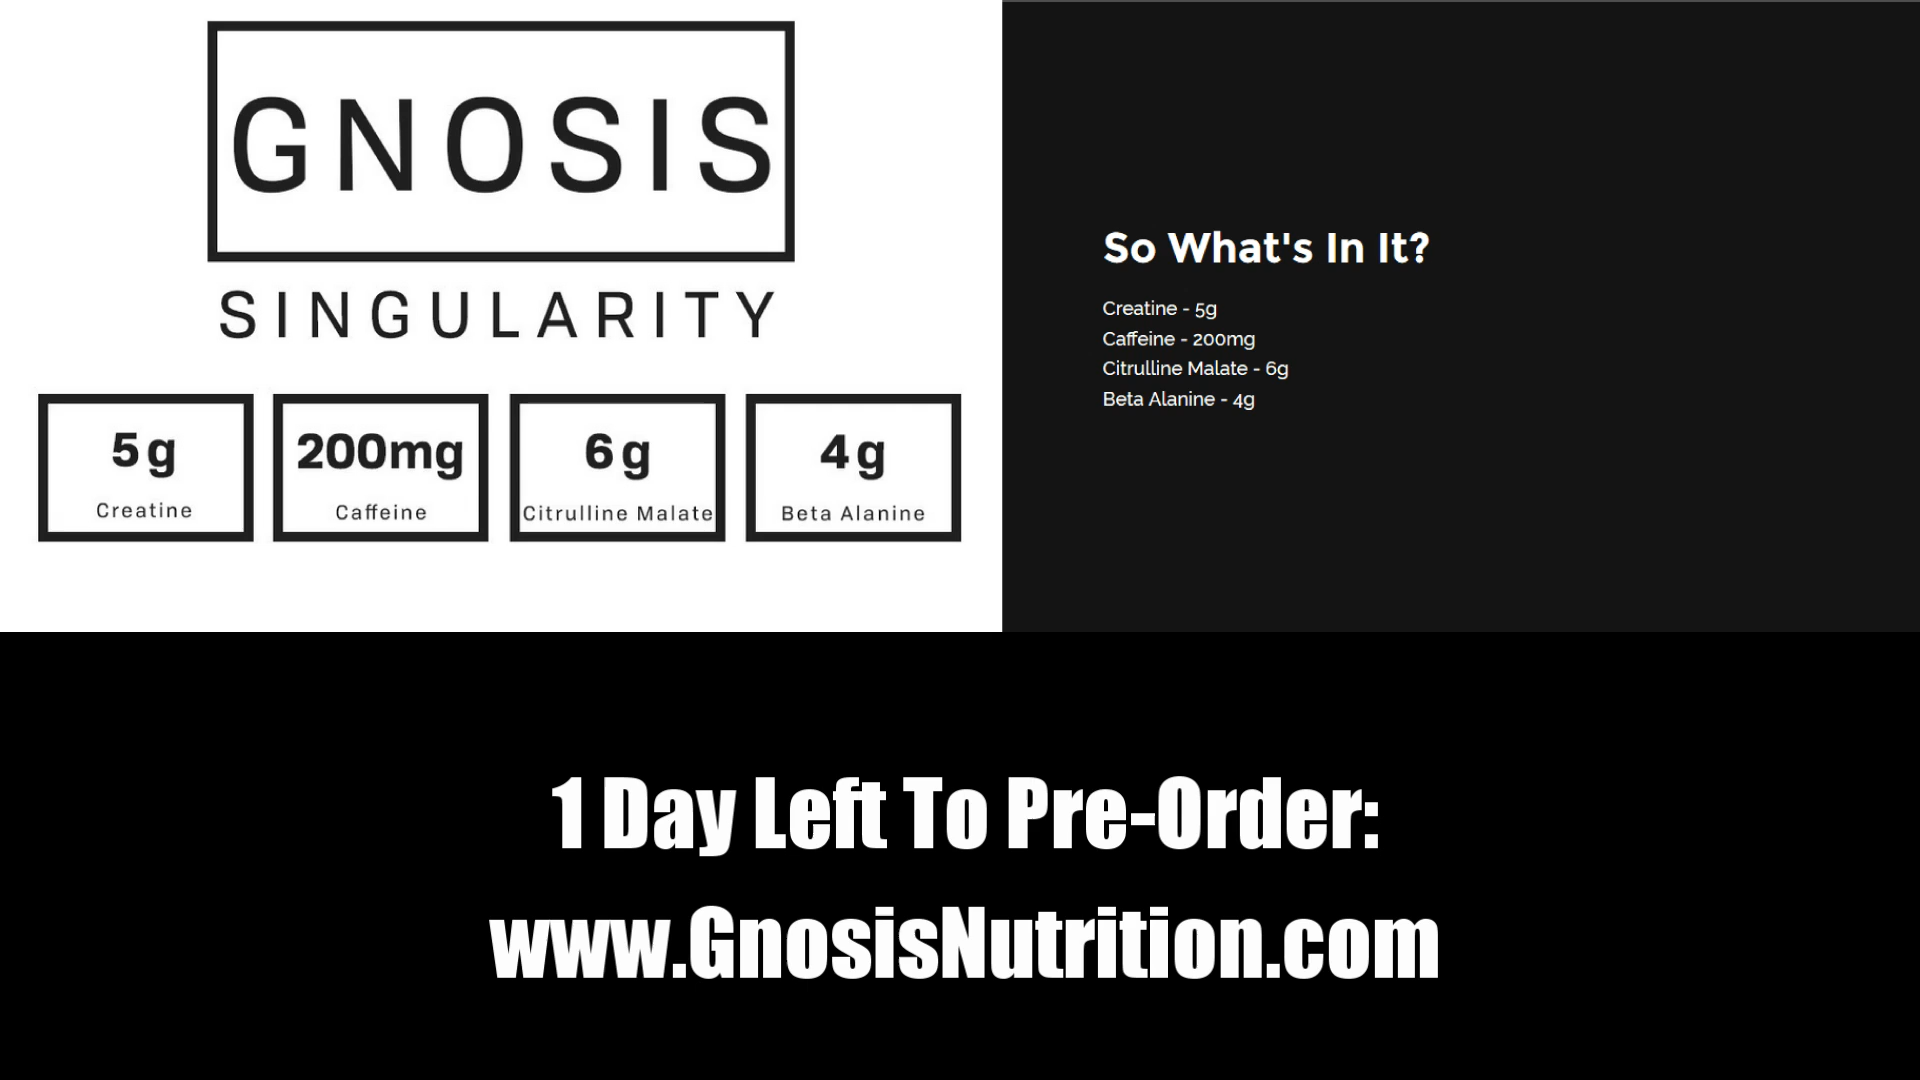 GNOSIS
SINGULARITY
5g
Creatine
200mg
Caffeine
6g
Citrulline Malate
4g
Beta Alanine
So What's In It?
Creatine - 5g
Caffeine - 200mg
Citrulline Malate - 6g
Beta Alanine - 4g
1 Day Left To Pre-Order:
www.GnosisNutrition.com